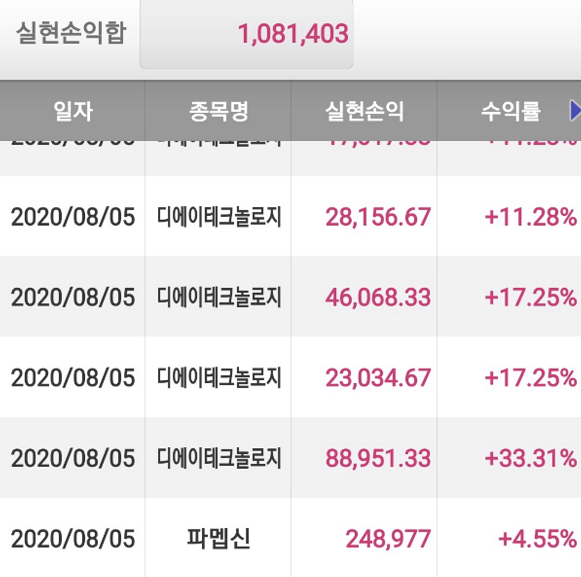 실현손익합 1,081,403
일자 종목명 실현손익 수익률
2020/08/05 디에이테크놀로지 28,156.67 +11.28%
2020/08/05 디에이테크놀로지 46,068.33 +17.25%
2020/08/05 디에이테크놀로지 23,034.67 +17.25%
2020/08/05 디에이테크놀로지 88,951.33 +33.31%
2020/08/05 파멥신 248,977 +4.55%